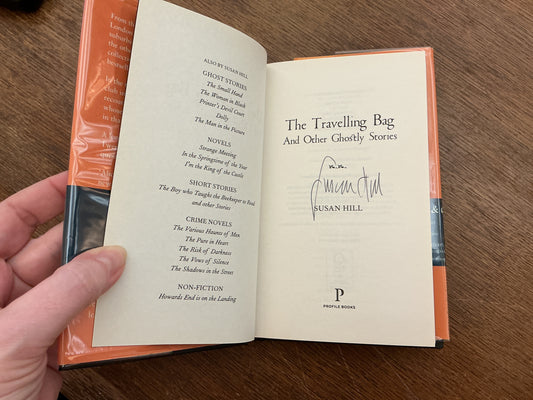 ALSO BY SUSAN HILL
GHOST STORIES
The Small Hand
The Woman in Black
Printer's Devil Court
Dolly
The Man in the Picture
NOVELS
Strange Meeting
In the Springtime of the Year
I'm the King of the Castle
SHORT STORIES
The Boy who Taught the Beekeeper to Read
and other Stories
CRIME NOVELS
The Various Haunts of Men
The Pure in Heart
The Risk of Darkness
The Vows of Silence
The Shadows in the Street
NON-FICTION
Howards End is on the Landing
The Travelling Bag
And Other Ghostly Stories
Susan Hill
SUSAN HILL
P
PROFILE BOOKS